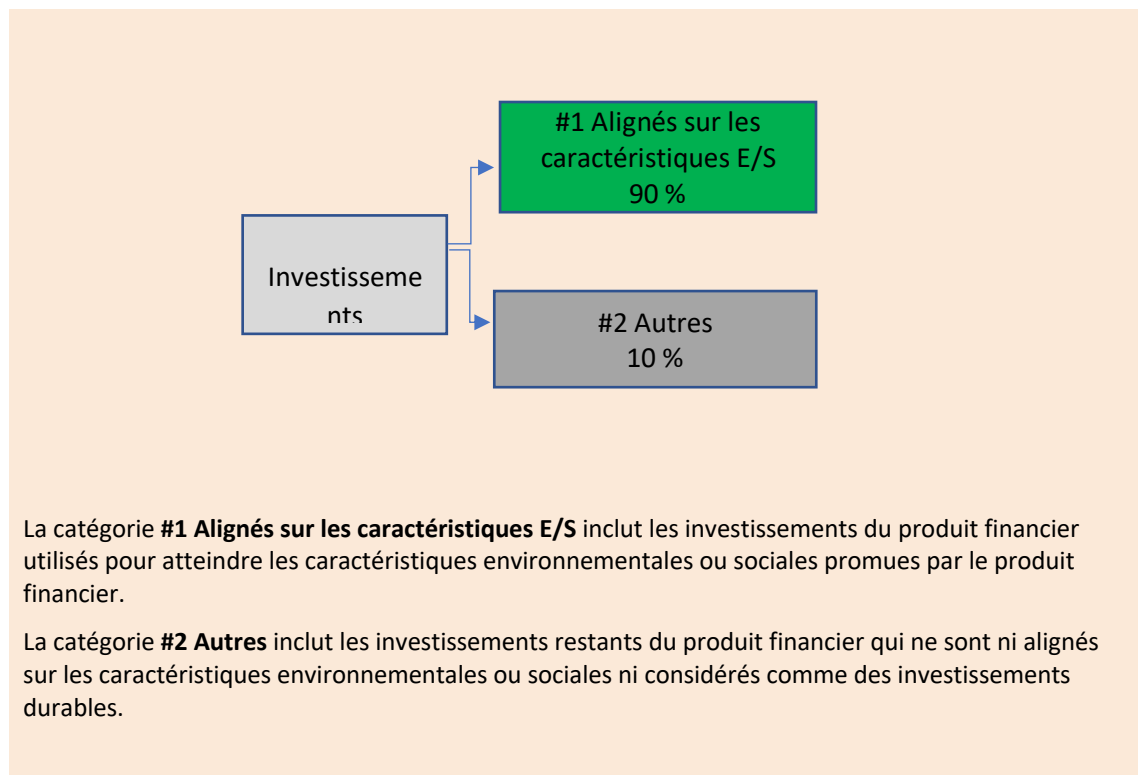 #1 Alignés sur les
caractéristiques E/S
90 %
Investisseme
nts
#2 Autres
10 %
La catégorie #1 Alignés sur les caractéristiques E/S inclut les investissements du produit financier
utilisés pour atteindre les caractéristiques environnementales ou sociales promues par le produit
financier.
La catégorie #2 Autres inclut les investissements restants du produit financier qui ne sont ni alignés
sur les caractéristiques environnementales ou sociales ni considérés comme des investissements
durables.